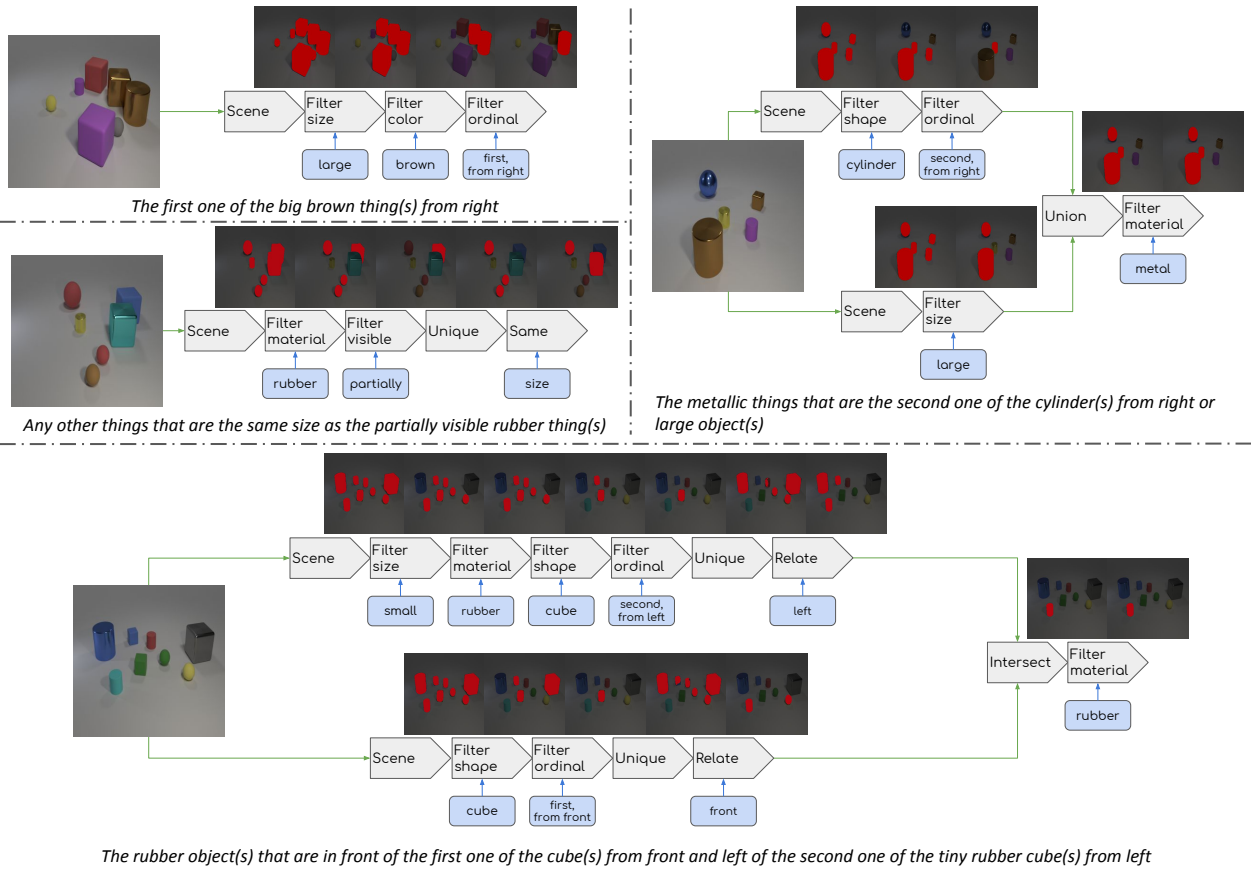 Scene
Filter size
Filter color
Filter ordinal
large
brown
first, from right
The first one of the big brown thing(s) from right
Scene
Filter material
Filter visible
Unique
Same
rubber
partially
size
Any other things that are the same size as the partially visible rubber thing(s)
Scene
Filter shape
Filter ordinal
cylinder
second, from right
Union
Filter material
metal
Scene
Filter size
large
The metallic things that are the second one of the cylinder(s) from right or
large object(s)
Scene
Filter size
Filter material
Filter shape
Filter ordinal
Unique
Relate
small
rubber
cube
second, from left
left
Intersect
Filter material
rubber
Scene
Filter shape
Filter ordinal
Unique
Relate
cube
first, from front
front
The rubber object(s) that are in front of the first one of the cube(s) from front and left of the second one of the tiny rubber cube(s) from left